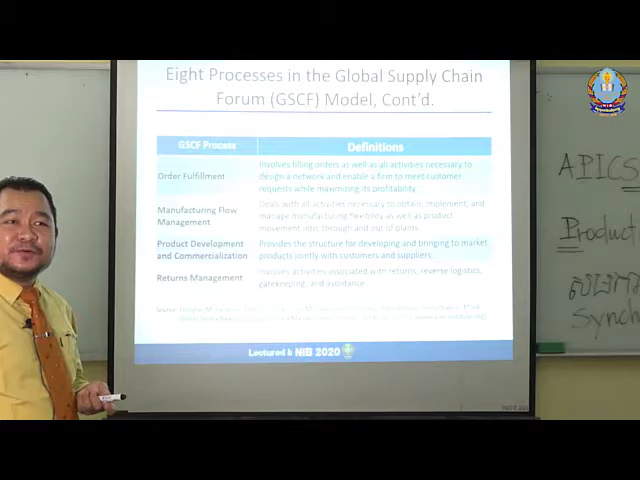 Eight Processes in the Global Supply Chain
Forum (GSCF) Model, Cont'd.
GSCF Process
Definitions
Order Fulfillment
Involves filling orders as well as all activities necessary to
design a network and enable a firm to meet customer
requests while maximizing its profitability.
Manufacturing Flow
Management
Deals with all activities necessary to obtain, implement, and
manage manufacturing flexibility as well as product
movement into, through and out of plants.
Product Development
and Commercialization
Provides the structure for developing and bringing to market
products jointly with customers and suppliers.
Returns Management
Involves activities associated with returns, reverse logistics,
gatekeeping, and avoidance.
Source:
NIB 2020
APICS
Product
Synch